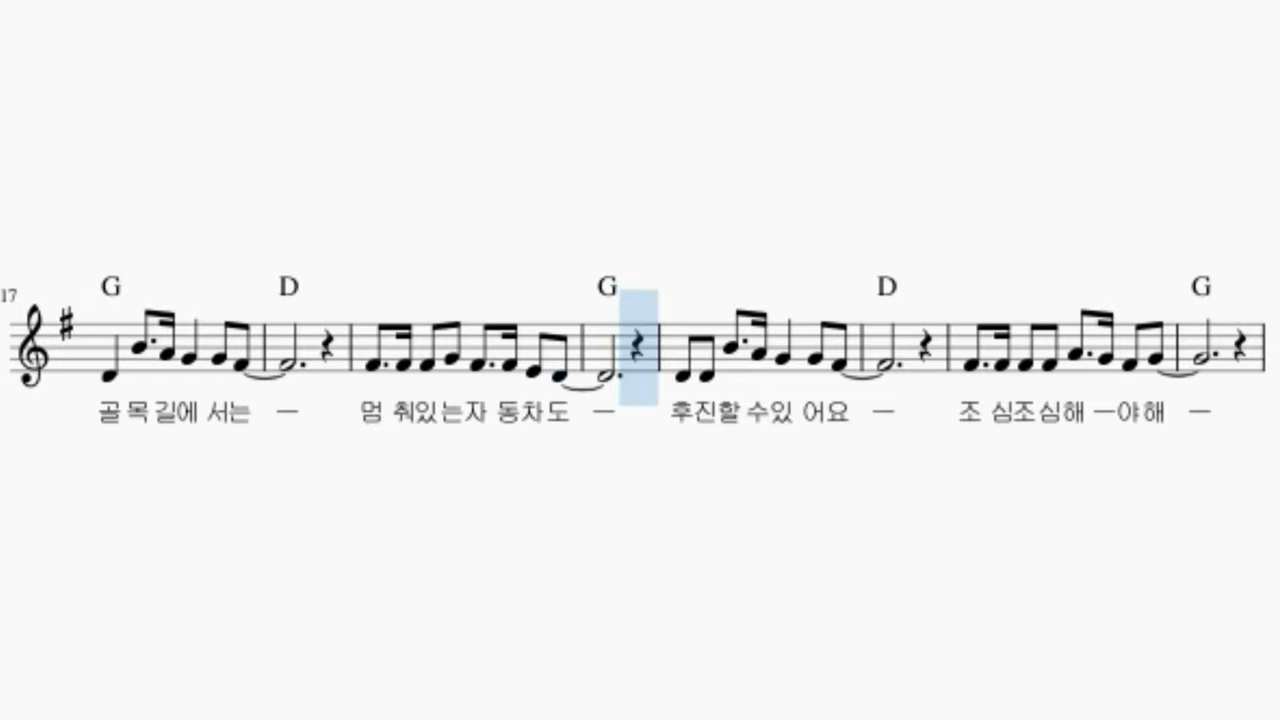 G D G D G
17
골 목 길에 서는 — 멈 춰있는자 동차도 — 후진할 수있 어요 — 조 심조심해 —야해 —